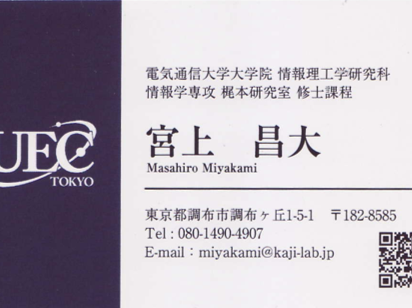 UEC
TOKYO
電気通信大学大学院 情報理工学研究科
情報学専攻 梶本研究室 修士課程
宮上 昌大
Masahiro Miyakami
東京都調布市調布ヶ丘1-5-1 〒182-8585
Tel : 080-1490-4907
E-mail : miyakami@kaji-lab.jp